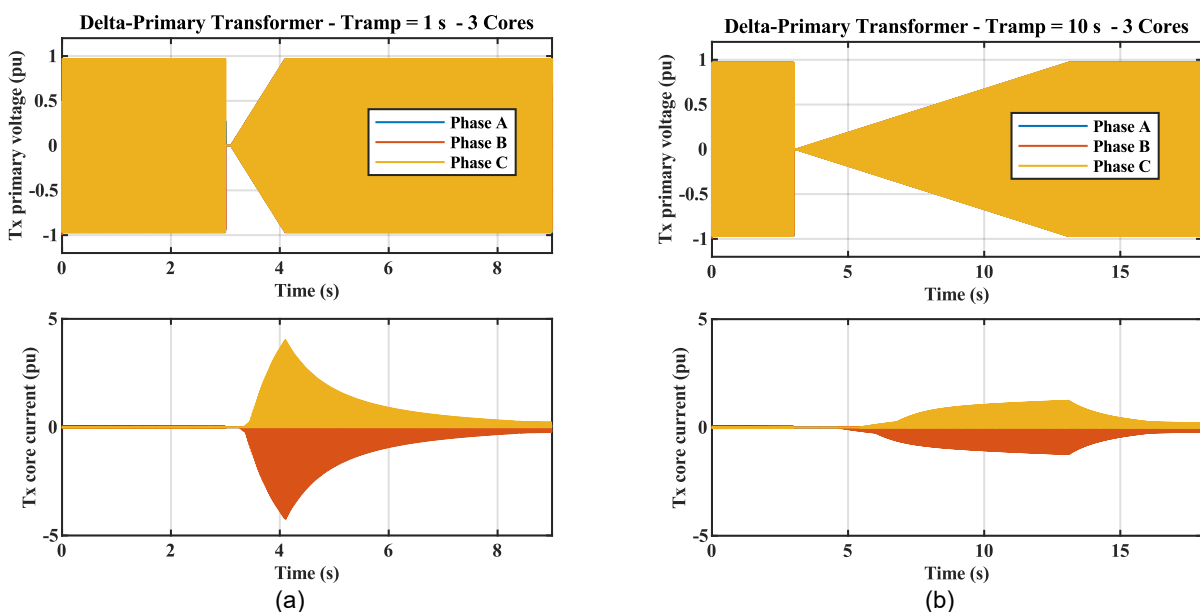 Delta-Primary Transformer - Tramp = 1 s - 3 Cores
Tx primary voltage (pu)
1
0.5
0
-0.5
-1
Phase A
Phase B
Phase C
0 2 4 6 8
Time (s)
Tx core current (pu)
5
0
-5
0 2 4 6 8
Time (s)
(a)
Delta-Primary Transformer - Tramp = 10 s - 3 Cores
Tx primary voltage (pu)
1
0.5
0
-0.5
-1
Phase A
Phase B
Phase C
0 5 10 15
Time (s)
Tx core current (pu)
5
0
-5
0 5 10 15
Time (s)
(b)